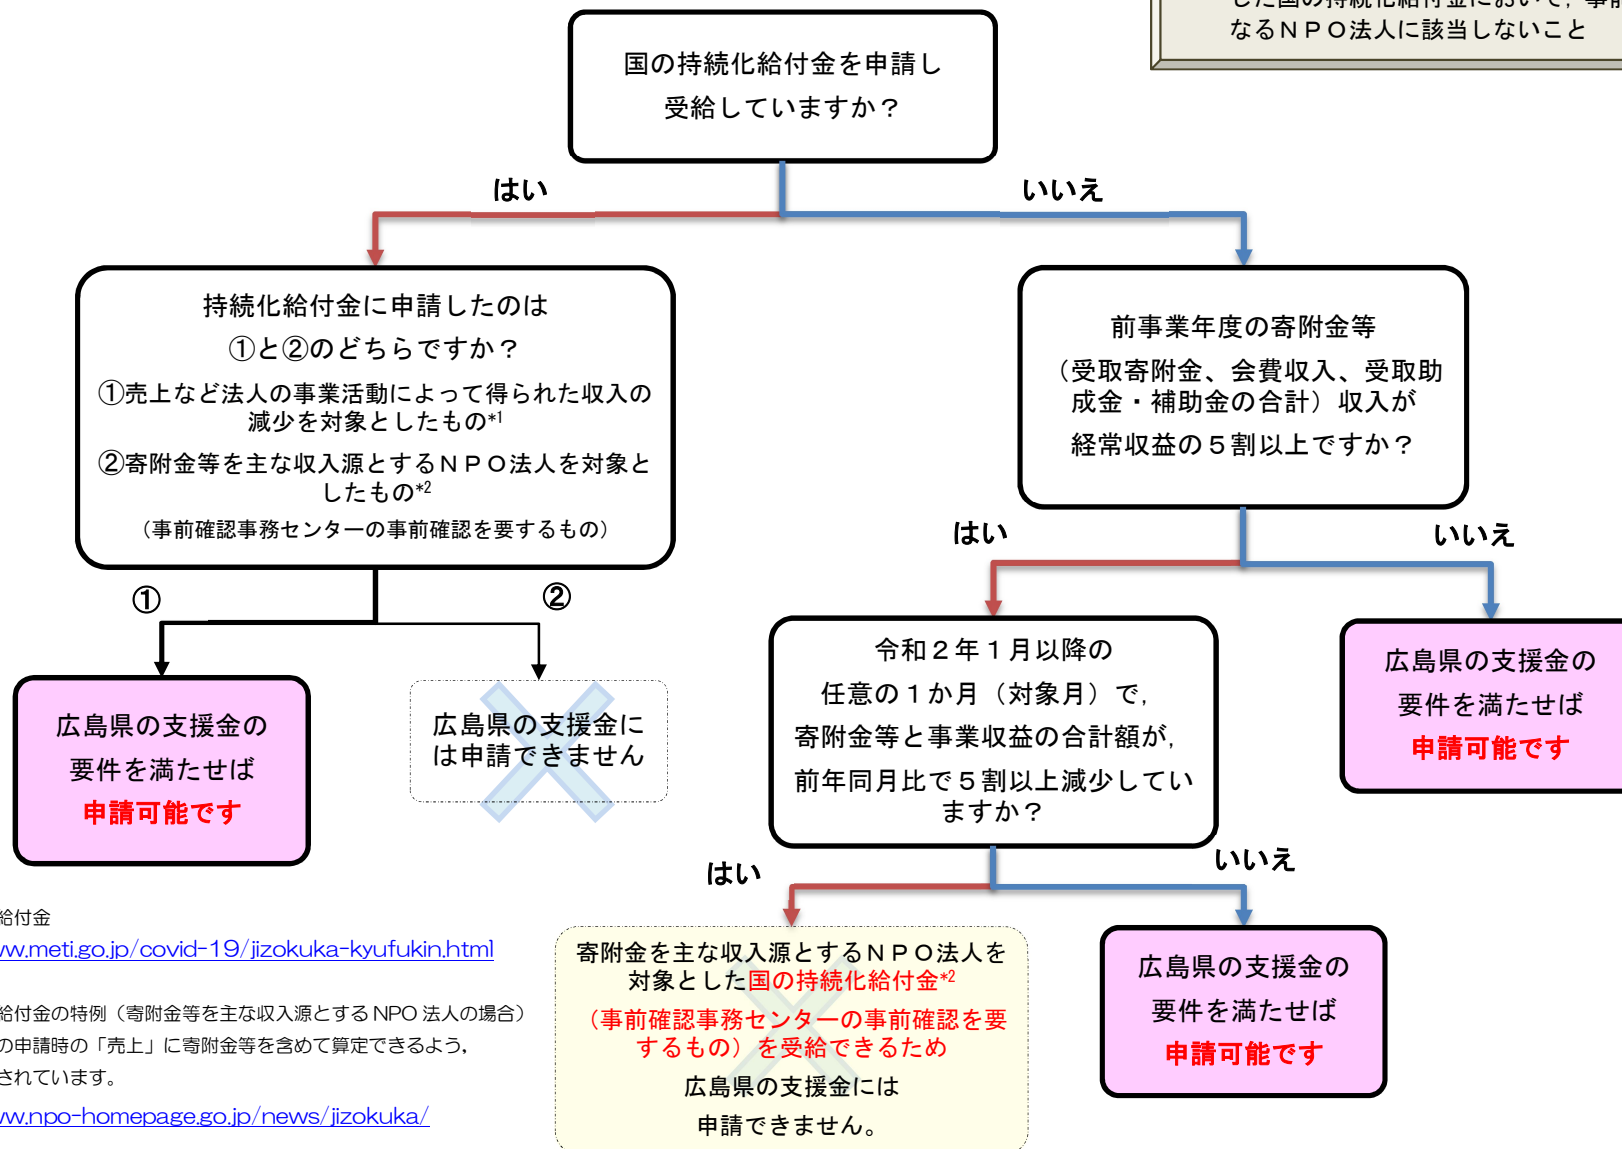 した国の持続化給付金において，事前
なるＮＰＯ法人に該当しないこと
国の持続化給付金を申請し
受給していますか？
はい
いいえ
持続化給付金に申請したのは
①と②のどちらですか？
①売上など法人の事業活動によって得られた収入の
減少を対象としたもの*1
②寄附金等を主な収入源とするＮＰＯ法人を対象と
したもの*2
（事前確認事務センターの事前確認を要するもの）
前事業年度の寄附金等
（受取寄附金、会費収入、受取助
成金・補助金の合計）収入が
経常収益の５割以上ですか？
①
②
はい
いいえ
広島県の支援金の
要件を満たせば
申請可能です
広島県の支援金に
は申請できません
令和２年１月以降の
任意の１か月（対象月）で，
寄附金等と事業収益の合計額が，
前年同月比で５割以上減少してい
ますか？
広島県の支援金の
要件を満たせば
申請可能です
はい
いいえ
寄附金を主な収入源とするＮＰＯ法人を
対象とした国の持続化給付金*2
（事前確認事務センターの事前確認を要
するもの）を受給できるため
広島県の支援金には
申請できません。
広島県の支援金の
要件を満たせば
申請可能です
給付金
ww.meti.go.jp/covid-19/jizokuka-kyufukin.html
給付金の特例（寄附金等を主な収入源とする NPO 法人の場合）
の申請時の「売上」に寄附金等を含めて算定できるよう，
されています。
ww.npo-homepage.go.jp/news/jizokuka/